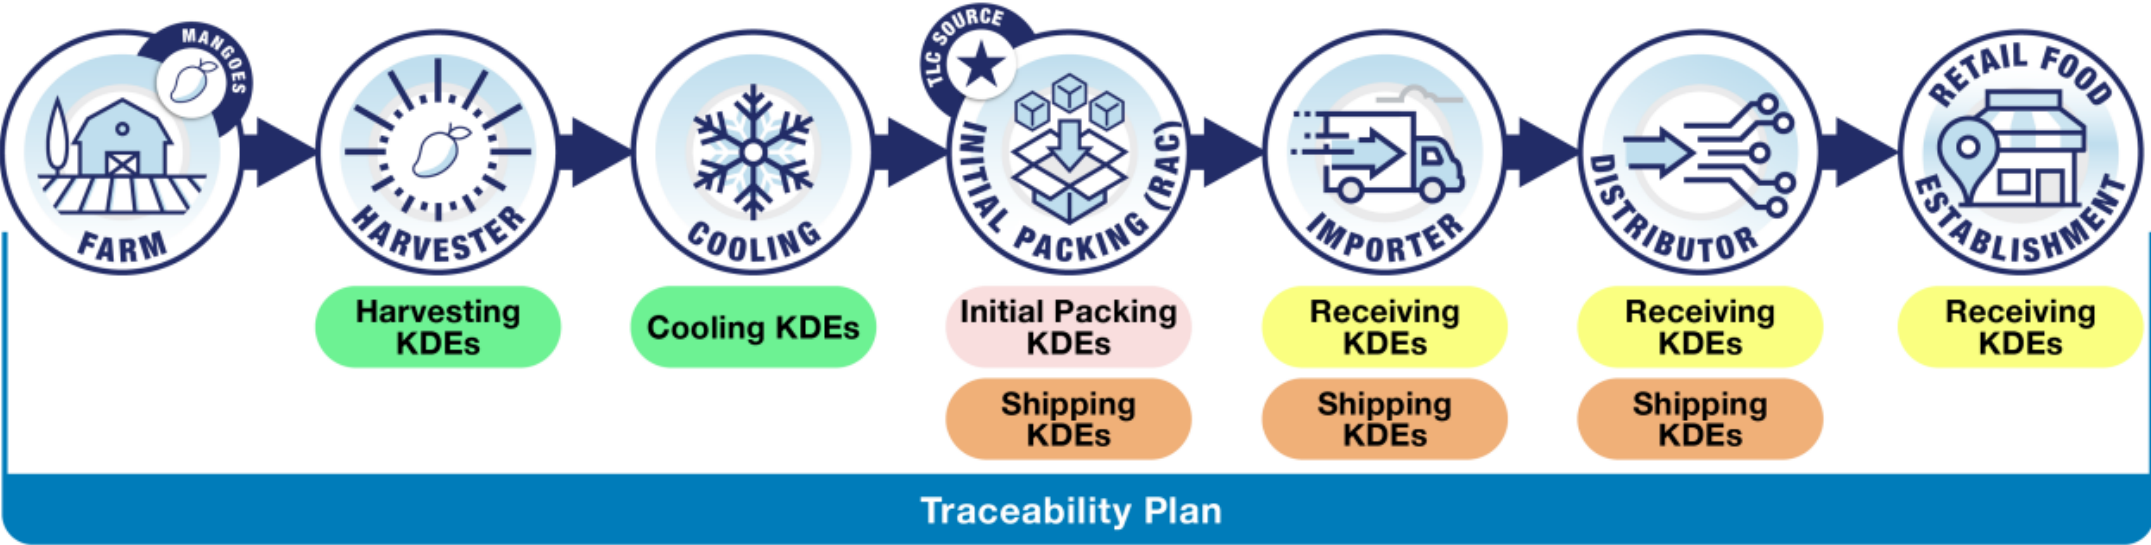 FARM
MANGOES
HARVESTER
COOLING
TLC SOURCE
INITIAL PACKING (RAC)
IMPORTER
DISTRIBUTOR
RETAIL FOOD
ESTABLISHMENT
Harvesting
KDEs
Cooling KDEs
Initial Packing
KDEs
Receiving
KDEs
Receiving
KDEs
Receiving
KDEs
Shipping
KDEs
Shipping
KDEs
Shipping
KDEs
Traceability Plan